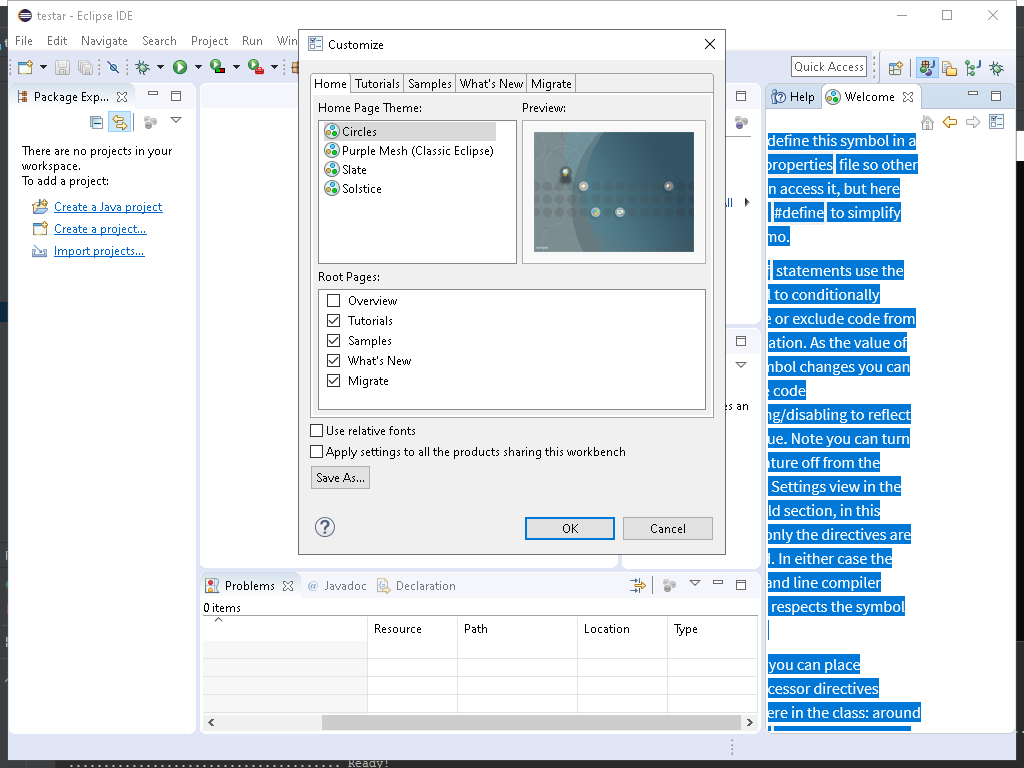 testar - Eclipse IDE
File Edit Navigate Search Project Run Win
Quick Access
Package Exp...
There are no projects in your
workspace.
To add a project:
Create a Java project
Create a project...
Import projects...
Customize
Home Tutorials Samples What's New Migrate
Home Page Theme:
Preview:
Circles
Purple Mesh (Classic Eclipse)
Slate
Solstice
Root Pages:
Overview
Tutorials
Samples
What's New
Migrate
Use relative fonts
Apply settings to all the products sharing this workbench
Save As...
OK Cancel
es an
Help Welcome
define this symbol in a
properties file so other
n access it, but here
#define to simplify
mo.
statements use the
to conditionally
e or exclude code from
ation. As the value of
mbol changes you can
code
ng/disabling to reflect
ue. Note you can turn
ature off from the
Settings view in the
ld section, in this
only the directives are
d. In either case the
and line compiler
respects the symbol
you can place
cessor directives
ere in the class: around
Problems Javadoc Declaration
0 items
Resource Path Location Type
Ready!